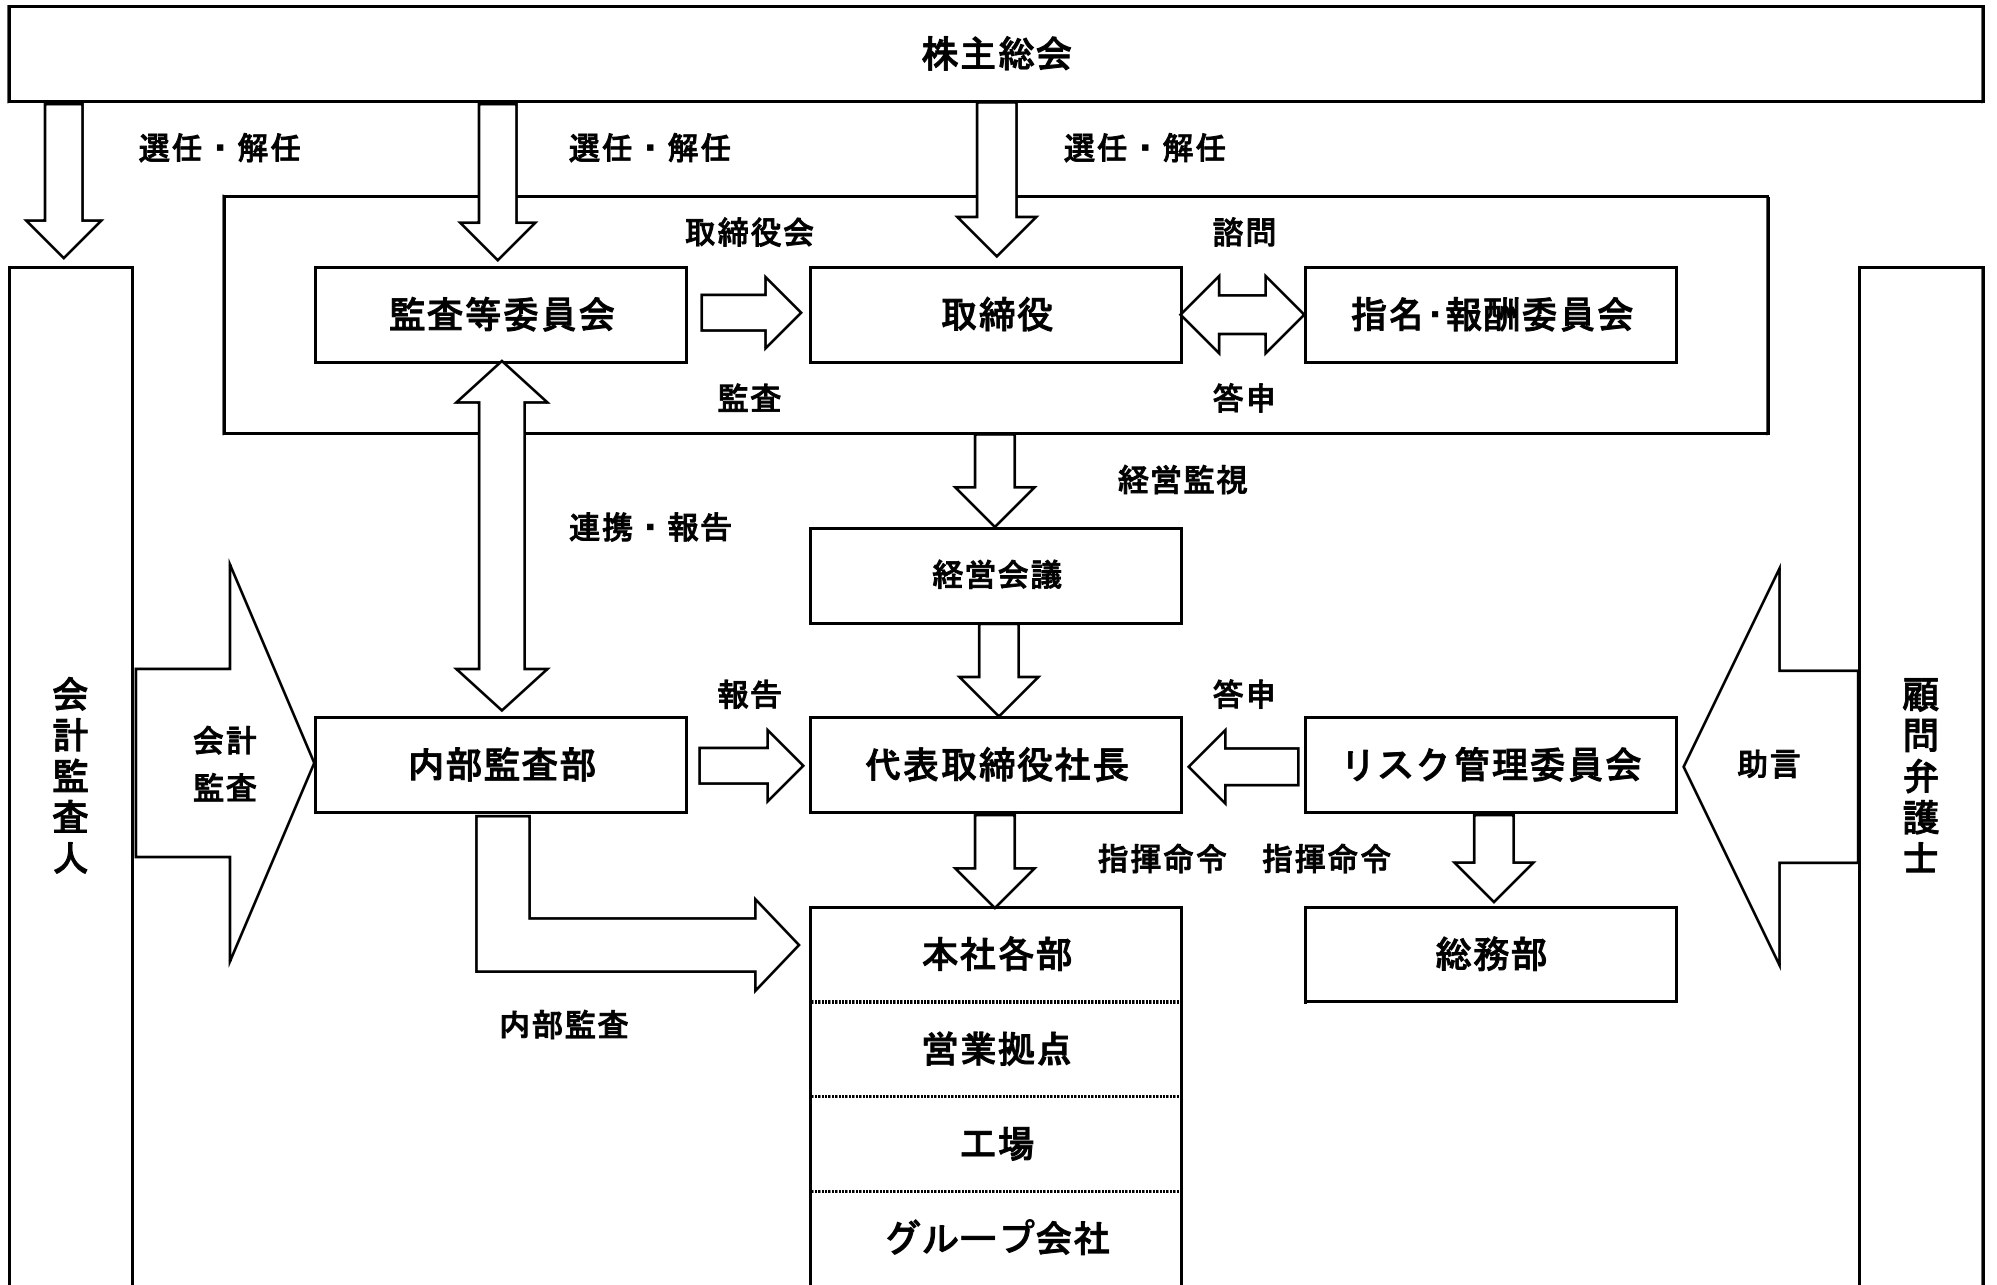 株主総会
選任・解任
選任・解任
選任・解任
取締役会
諮問
監査等委員会
取締役
指名･報酬委員会
監査
答申
経営監視
連携・報告
経営会議
報告
答申
会計監査人
会計
監査
内部監査部
代表取締役社長
リスク管理委員会
助言
顧問弁護士
指揮命令
指揮命令
本社各部
総務部
内部監査
営業拠点
工場
グループ会社